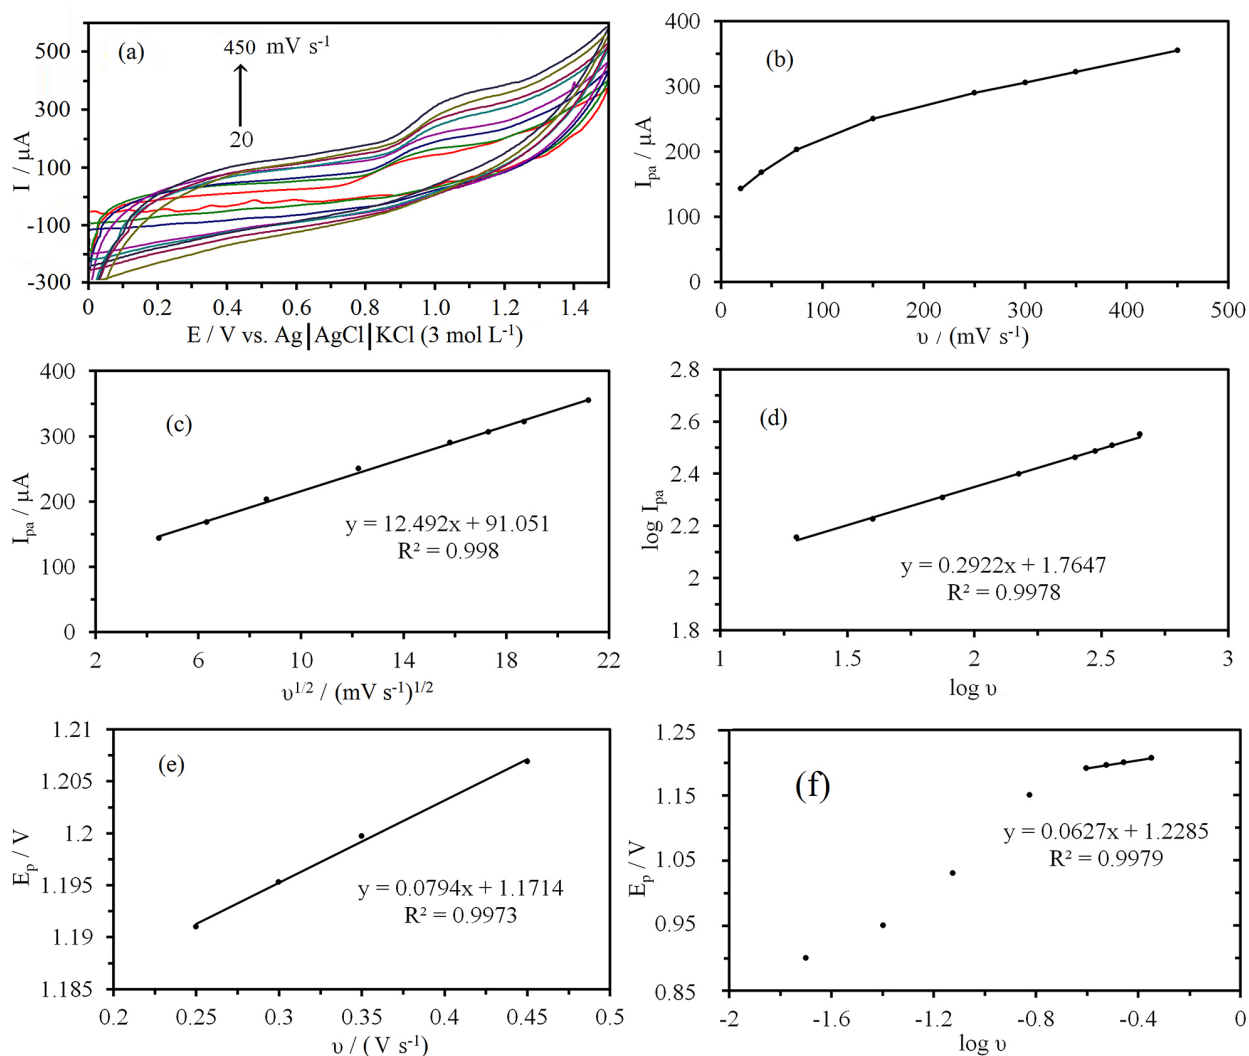 (a)
450 mV s⁻¹
20
I / μA
500
300
100
-100
-300
0 0.2 0.4 0.6 0.8 1.0 1.2 1.4
E / V vs. Ag|AgCl|KCl (3 mol L⁻¹)
(b)
Iₚₐ / μA
400
300
200
100
0
0 100 200 300 400 500
υ / (mV s⁻¹)
(c)
Iₚₐ / μA
400
300
200
100
0
y = 12.492x + 91.051
R² = 0.998
2 6 10 14 18 22
υ¹ᐟ² / (mV s⁻¹)¹ᐟ²
(d)
log Iₚₐ
2.8
2.6
2.4
2.2
2
1.8
y = 0.2922x + 1.7647
R² = 0.9978
1 1.5 2 2.5 3
log υ
(e)
Eₚ / V
1.21
1.205
1.2
1.195
1.19
1.185
y = 0.0794x + 1.1714
R² = 0.9973
0.2 0.25 0.3 0.35 0.4 0.45 0.5
υ / (V s⁻¹)
(f)
Eₚ / V
1.25
1.15
1.05
0.95
0.85
y = 0.0627x + 1.2285
R² = 0.9979
-2 -1.6 -1.2 -0.8 -0.4 0
log υ